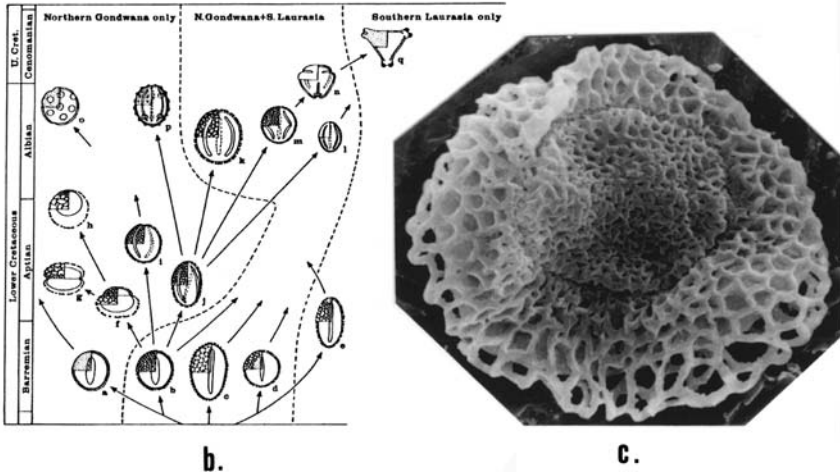 Northern Gondwana only
N.Gondwana+S. Laurasia
Southern Laurasia only
U. Cret.
Cenomanian
Lower Cretaceous
Albian
Aptian
Barremian
q
n
o
p
k
m
l
h
i
g
f
j
e
a
b
c
d
b.
c.